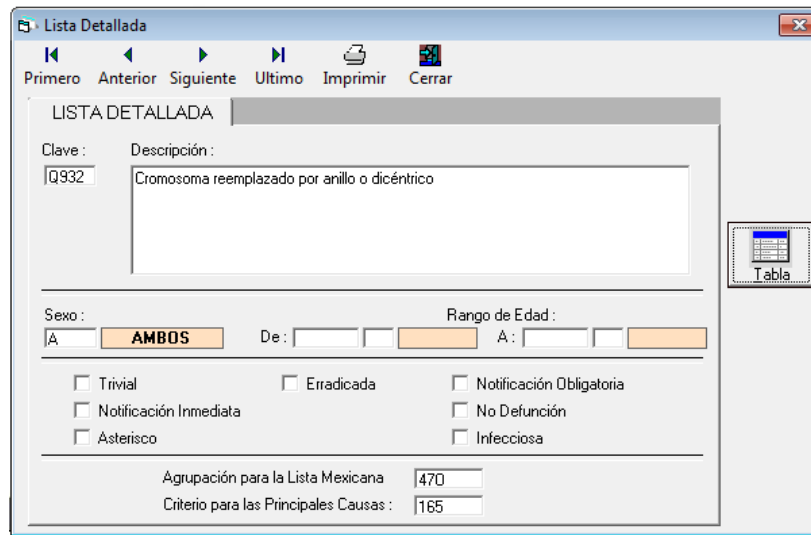 Lista Detallada
Primero Anterior Siguiente Ultimo Imprimir Cerrar
LISTA DETALLADA
Clave : Descripción :
Q932 Cromosoma reemplazado por anillo o dicéntrico
Tabla
Sexo : Rango de Edad :
A AMBOS De : A :
Trivial Erradicada Notificación Obligatoria
Notificación Inmediata No Defunción
Asterisco Infecciosa
Agrupación para la Lista Mexicana 470
Criterio para las Principales Causas : 165